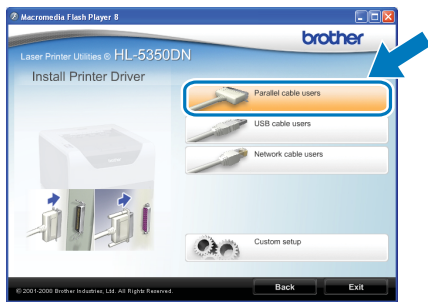 Macromedia Flash Player 8
brother
Laser Printer Utilities ® HL-5350DN
Install Printer Driver
Parallel cable users
USB cable users
Network cable users
Custom setup
© 2001-2008 Brother Industries, Ltd. All Rights Reserved.
Back
Exit